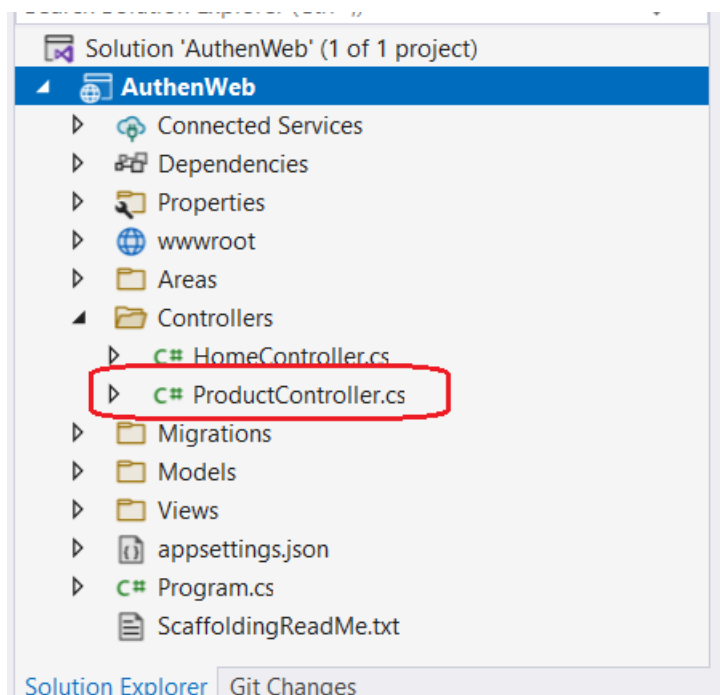 Solution 'AuthenWeb' (1 of 1 project)
AuthenWeb
Connected Services
Dependencies
Properties
wwwroot
Areas
Controllers
C# HomeController.cs
C# ProductController.cs
Migrations
Models
Views
appsettings.json
C# Program.cs
ScaffoldingReadMe.txt
Solution Explorer Git Changes